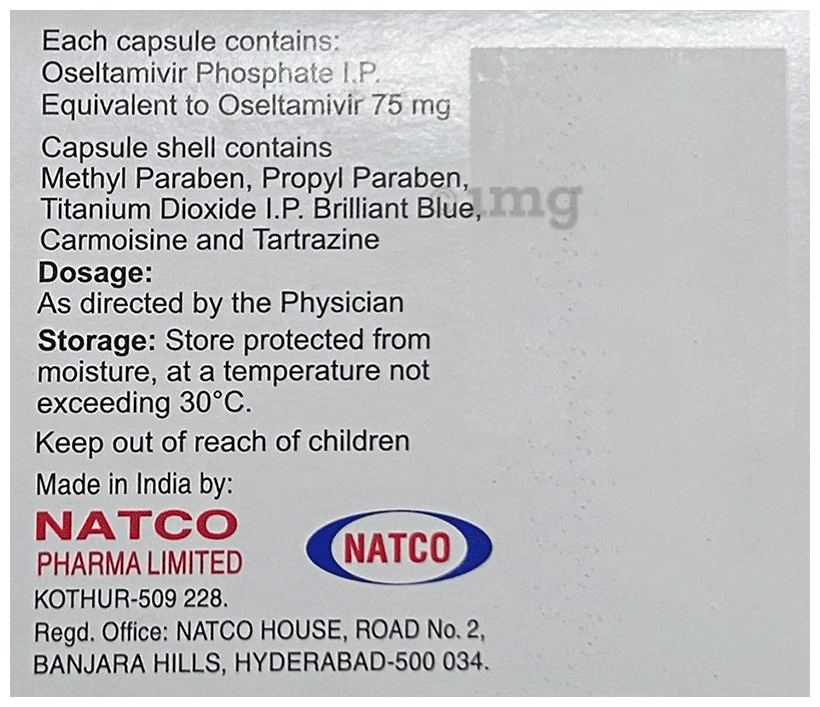 Each capsule contains:
Oseltamivir Phosphate I.P.
Equivalent to Oseltamivir 75 mg
Capsule shell contains
Methyl Paraben, Propyl Paraben,
Titanium Dioxide I.P. Brilliant Blue,
1mg
Carmoisine and Tartrazine
Dosage:
As directed by the Physician
Storage: Store protected from
moisture, at a temperature not
exceeding 30°C.
Keep out of reach of children
Made in India by:
NATCO
PHARMA LIMITED
NATCO
KOTHUR-509 228.
Regd. Office: NATCO HOUSE, ROAD No. 2,
BANJARA HILLS, HYDERABAD-500 034.